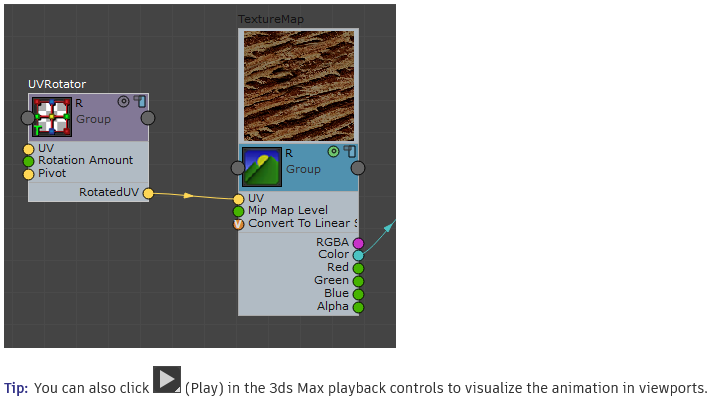 TextureMap
UVRotator
R
Group
UV
Rotation Amount
Pivot
RotatedUV
R
Group
UV
Mip Map Level
Convert To Linear S
RGBA
Color
Red
Green
Blue
Alpha
Tip: You can also click (Play) in the 3ds Max playback controls to visualize the animation in viewports.